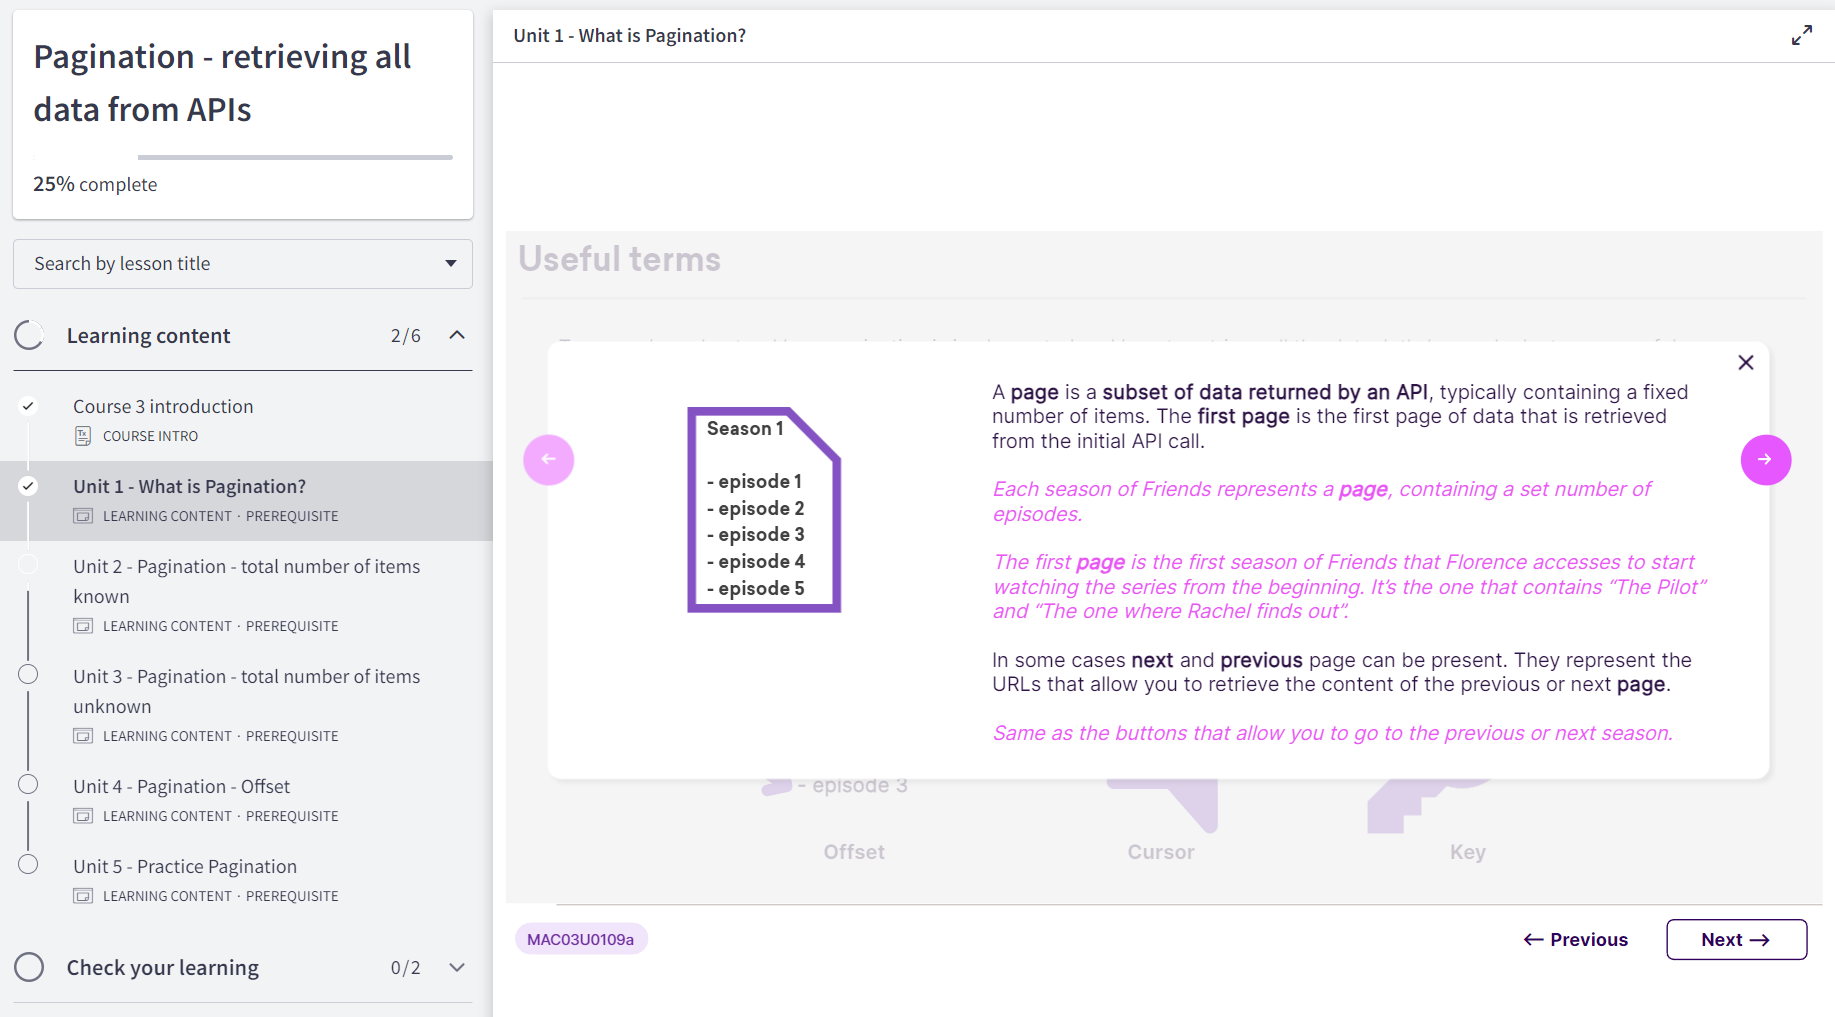 Pagination - retrieving all
data from APIs
25% complete
Search by lesson title
Learning content 2/6
Course 3 introduction
COURSE INTRO
Unit 1 - What is Pagination?
LEARNING CONTENT · PREREQUISITE
Unit 2 - Pagination - total number of items
known
LEARNING CONTENT · PREREQUISITE
Unit 3 - Pagination - total number of items
unknown
LEARNING CONTENT · PREREQUISITE
Unit 4 - Pagination - Offset
LEARNING CONTENT · PREREQUISITE
Unit 5 - Practice Pagination
LEARNING CONTENT · PREREQUISITE
Check your learning 0/2
Unit 1 - What is Pagination?
Useful terms
Season 1
- episode 1
- episode 2
- episode 3
- episode 4
- episode 5
A page is a subset of data returned by an API, typically containing a fixed
number of items. The first page is the first page of data that is retrieved
from the initial API call.
Each season of Friends represents a page, containing a set number of
episodes.
The first page is the first season of Friends that Florence accesses to start
watching the series from the beginning. It's the one that contains “The Pilot”
and “The one where Rachel finds out”.
In some cases next and previous page can be present. They represent the
URLs that allow you to retrieve the content of the previous or next page.
Same as the buttons that allow you to go to the previous or next season.
- episode 3
Offset
Cursor
Key
MAC03U0109a
← Previous
Next →